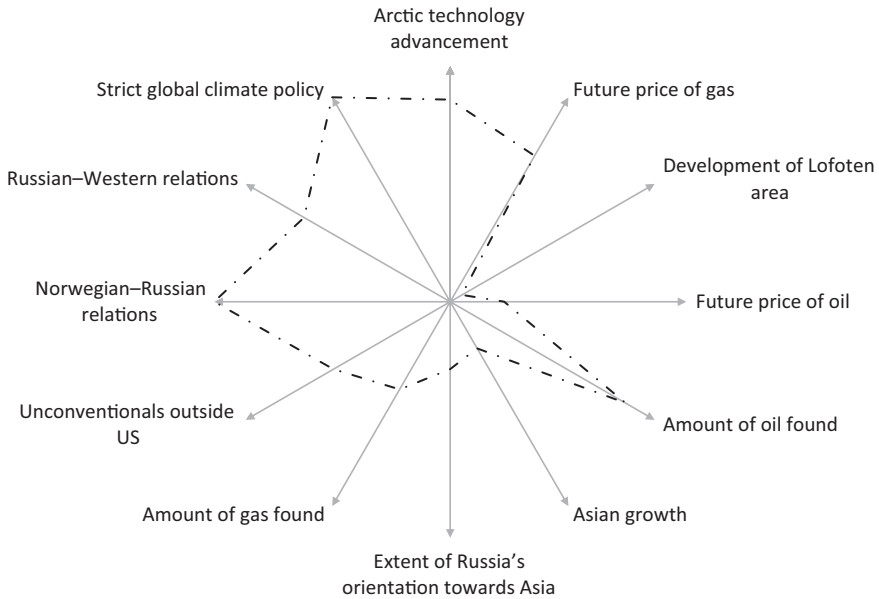 Arctic technology
advancement
Strict global climate policy
Future price of gas
Russian–Western relations
Development of Lofoten
area
Norwegian–Russian
relations
Future price of oil
Unconventionals outside
US
Amount of oil found
Amount of gas found
Asian growth
Extent of Russia’s
orientation towards Asia